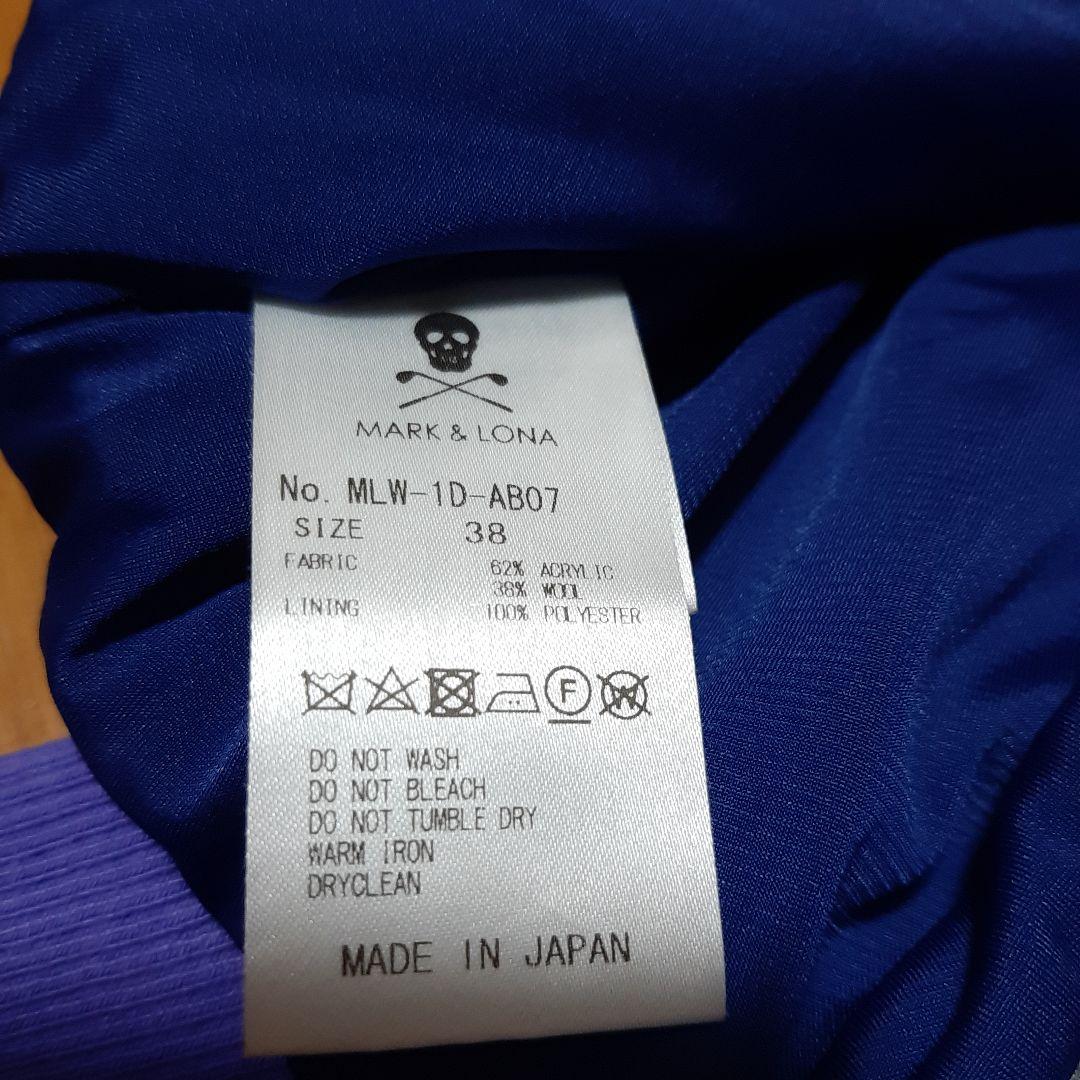 MARK & LONA
No. MLW-1D-AB07
SIZE 38
FABRIC 62% ACRYLIC
38% WOOL
LINING 100% POLYESTER
F W
DO NOT WASH
DO NOT BLEACH
DO NOT TUMBLE DRY
WARM IRON
DRYCLEAN
MADE IN JAPAN